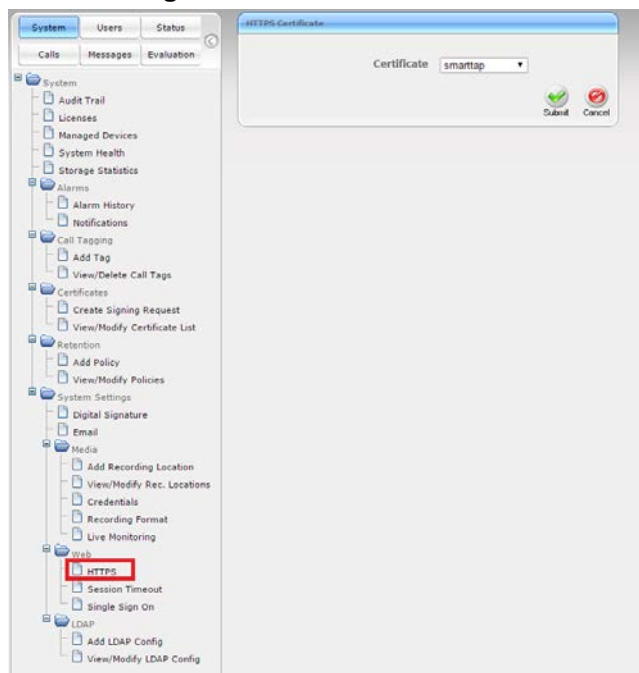 System Users Status
Calls Messages Evaluation
System
Audit Trail
Licenses
Managed Devices
System Health
Storage Statistics
Alarms
Alarm History
Notifications
Call Tagging
Add Tag
View/Delete Call Tags
Certificates
Create Signing Request
View/Modify Certificate List
Retention
Add Policy
View/Modify Policies
System Settings
Digital Signature
Email
Media
Add Recording Location
View/Modify Rec. Locations
Credentials
Recording Format
Live Monitoring
Web
HTTPS
Session Timeout
Single Sign On
LDAP
Add LDAP Config
View/Modify LDAP Config
HTTPS Certificate
Certificate smarttap
Submit Cancel